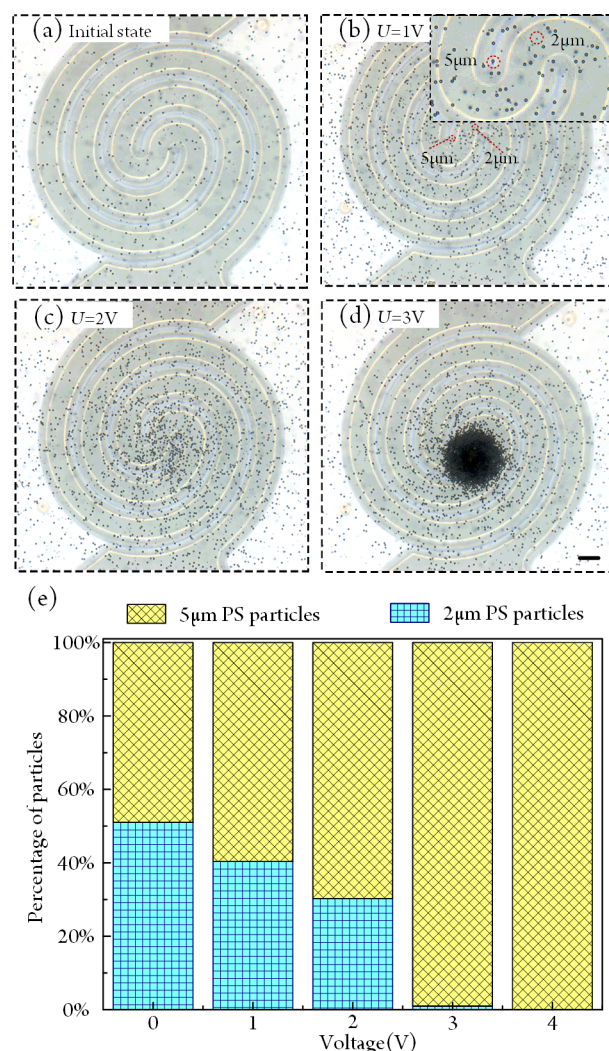 (a) Initial state
(b) U=1V
5μm
2μm
5μm
2μm
(c) U=2V
(d) U=3V
(e)
5μm PS particles
2μm PS particles
Percentage of particles
100%
80%
60%
40%
20%
0%
0
1
2
3
4
Voltage(V)